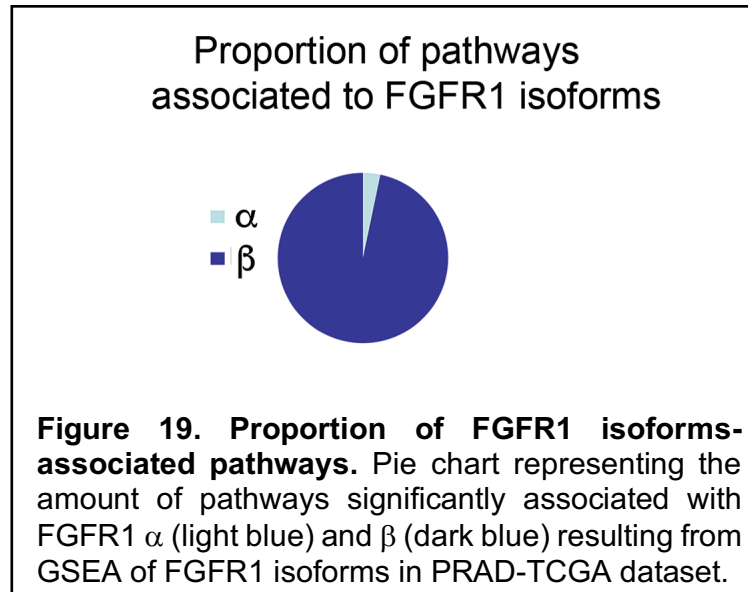 Proportion of pathways
associated to FGFR1 isoforms
α
β
Figure 19. Proportion of FGFR1 isoforms-
associated pathways. Pie chart representing the
amount of pathways significantly associated with
FGFR1 α (light blue) and β (dark blue) resulting from
GSEA of FGFR1 isoforms in PRAD-TCGA dataset.